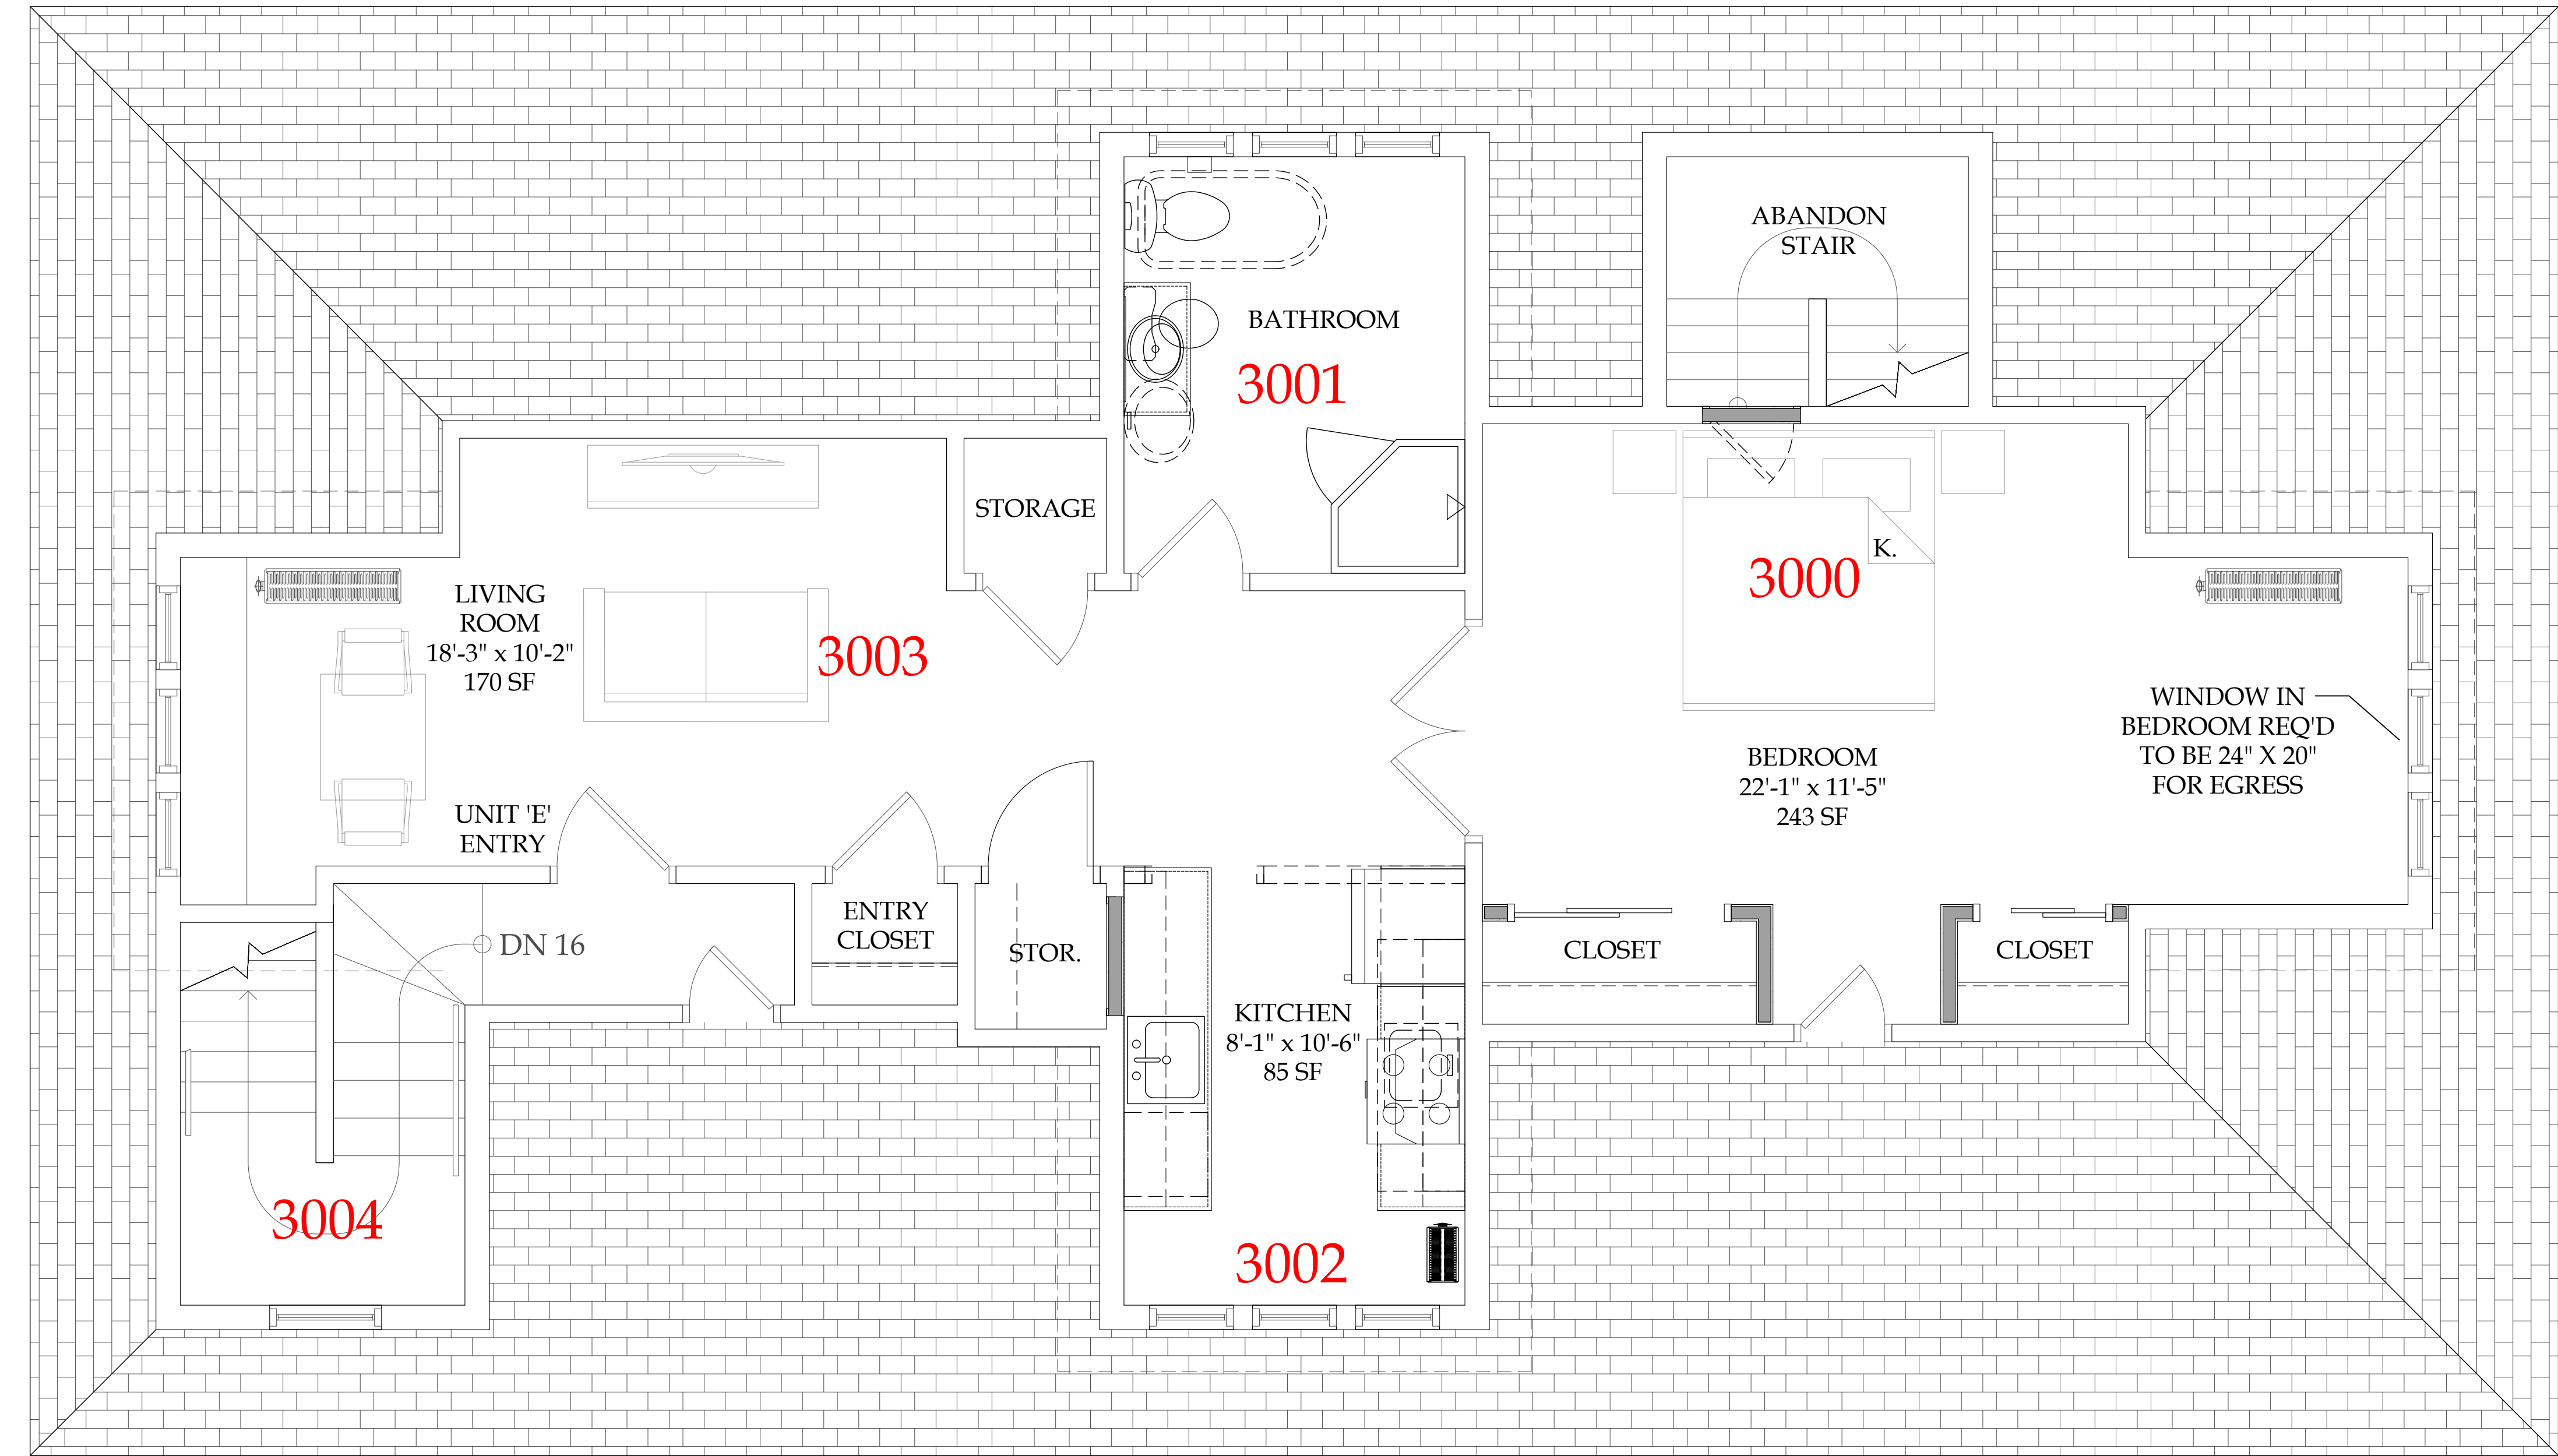 ABANDON
STAIR
BATHROOM
3001
STORAGE
K.
3000
LIVING
ROOM
18'-3" x 10'-2"
170 SF
3003
WINDOW IN
BEDROOM REQ'D
TO BE 24" X 20"
FOR EGRESS
BEDROOM
22'-1" x 11'-5"
243 SF
UNIT 'E'
ENTRY
DN 16
ENTRY
CLOSET
STOR.
CLOSET
CLOSET
KITCHEN
8'-1" x 10'-6"
85 SF
3004
3002